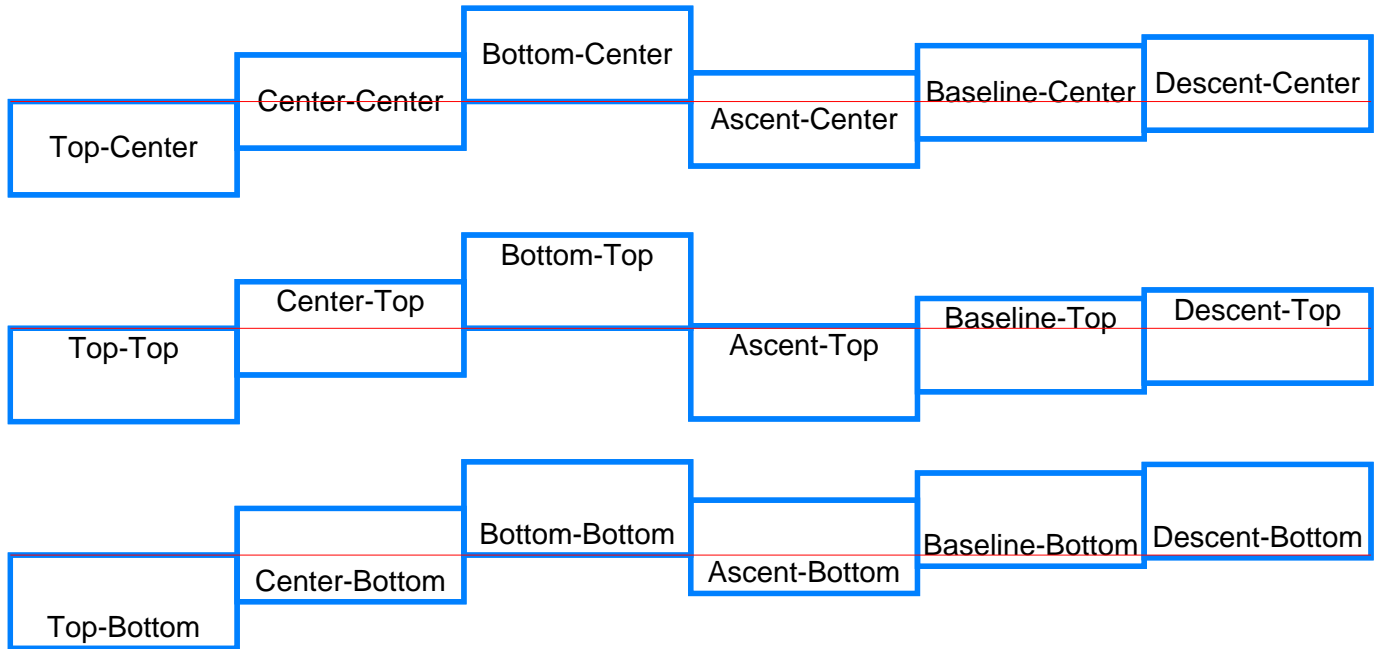 Top-Center Center-Center Bottom-Center Ascent-Center Baseline-Center Descent-Center
Top-Top Center-Top Bottom-Top Ascent-Top Baseline-Top Descent-Top
Top-Bottom Center-Bottom Bottom-Bottom Ascent-Bottom Baseline-Bottom Descent-Bottom